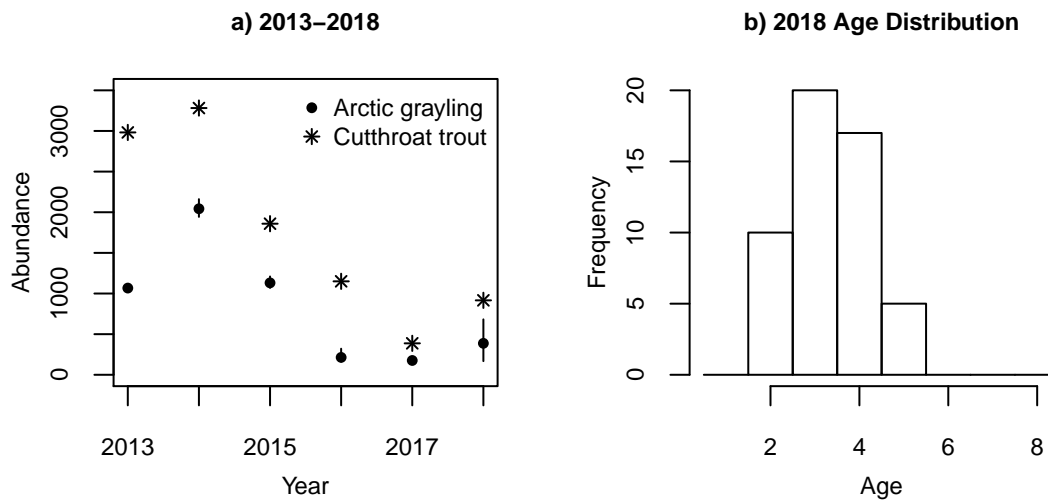 a) 2013−2018
Arctic grayling
Cutthroat trout
3000
2000
1000
0
Abundance
2013
2015
2017
Year
b) 2018 Age Distribution
20
15
10
5
0
Frequency
2
4
6
8
Age